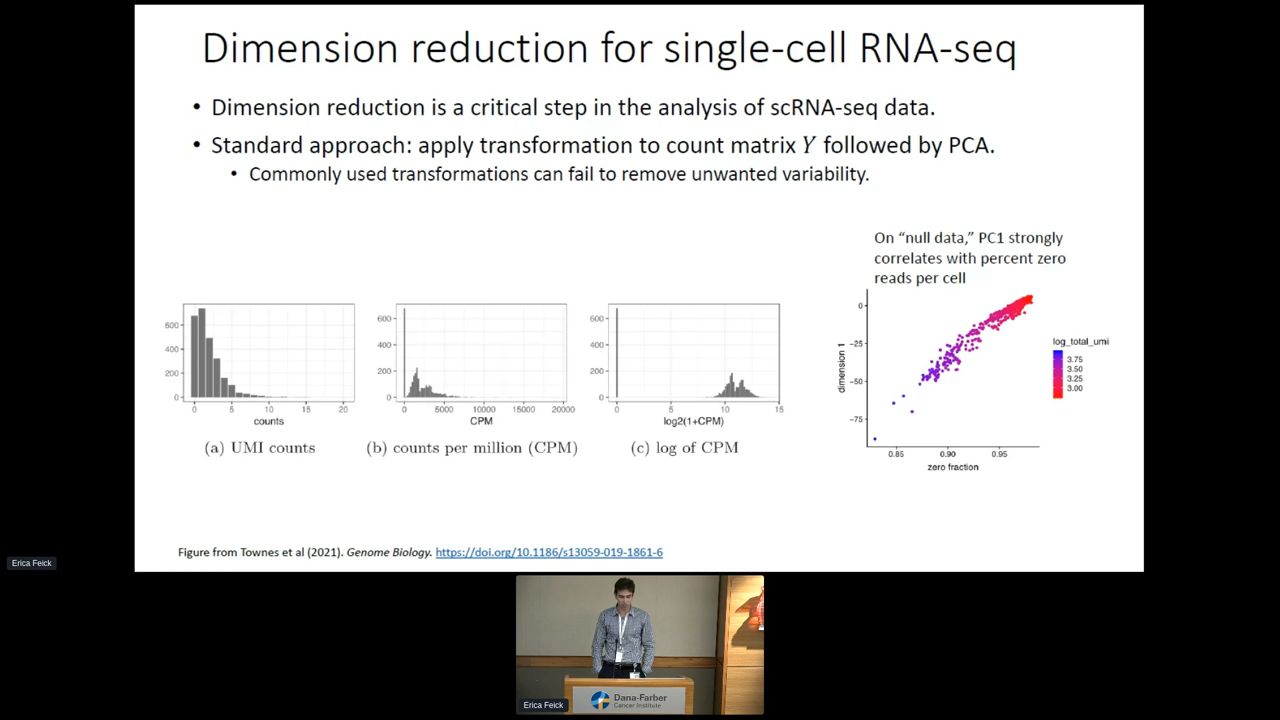 Dimension reduction for single-cell RNA-seq
• Dimension reduction is a critical step in the analysis of scRNA-seq data.
• Standard approach: apply transformation to count matrix Y followed by PCA.
• Commonly used transformations can fail to remove unwanted variability.
On “null data,” PC1 strongly
correlates with percent zero
reads per cell
600
400
200
0
0 5 10 15 20
counts
(a) UMI counts
600
400
200
0
0 5000 10000 15000 20000
CPM
(b) counts per million (CPM)
600
400
200
0
0 5 10 15
log2(1+CPM)
(c) log of CPM
dimension 1
0
−25
−50
−75
0.85 0.90 0.95
zero fraction
log_total_umi
3.75
3.50
3.25
3.00
Figure from Townes et al (2021). Genome Biology. https://doi.org/10.1186/s13059-019-1861-6
Erica Feick
Dana-Farber
Cancer Institute
Erica Feick